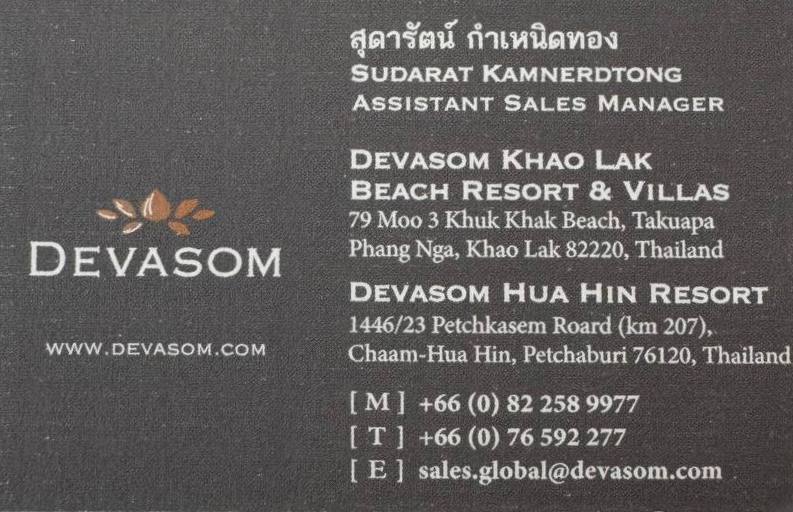 DEVASOM
WWW.DEVASOM.COM
สุดารัตน์ กำเหนิดทอง
SUDARAT KAMNERDTONG
ASSISTANT SALES MANAGER
DEVASOM KHAO LAK
BEACH RESORT & VILLAS
79 Moo 3 Khuk Khak Beach, Takuapa
Phang Nga, Khao Lak 82220, Thailand
DEVASOM HUA HIN RESORT
1446/23 Petchkasem Roard (km 207),
Chaam-Hua Hin, Petchaburi 76120, Thailand
[ M ] +66 (0) 82 258 9977
[ T ] +66 (0) 76 592 277
[ E ] sales.global@devasom.com